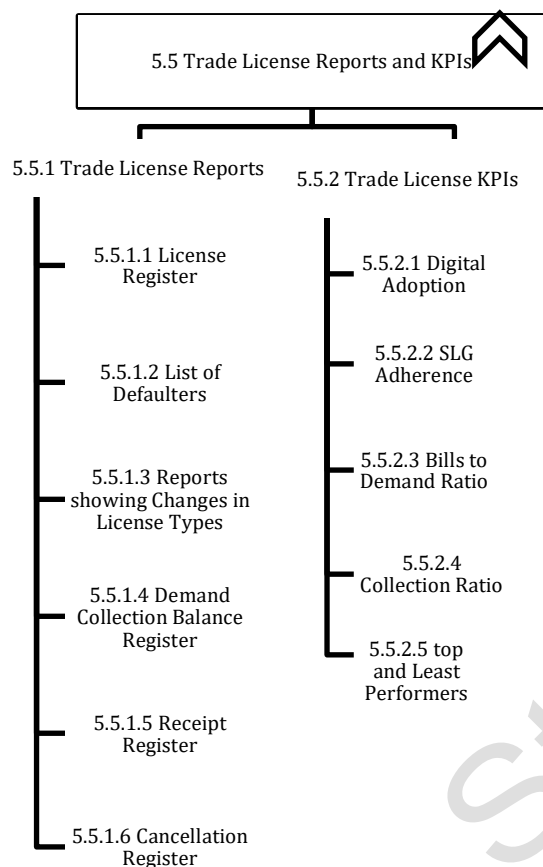 5.5 Trade License Reports and KPIs
5.5.1 Trade License Reports
5.5.1.1 License
Register
5.5.1.2 List of
Defaulters
5.5.1.3 Reports
showing Changes in
License Types
5.5.1.4 Demand
Collection Balance
Register
5.5.1.5 Receipt
Register
5.5.1.6 Cancellation
Register
5.5.2 Trade License KPIs
5.5.2.1 Digital
Adoption
5.5.2.2 SLG
Adherence
5.5.2.3 Bills to
Demand Ratio
5.5.2.4
Collection Ratio
5.5.2.5 top
and Least
Performers